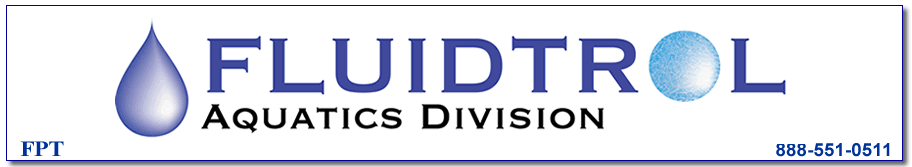 FLUIDTROL
AQUATICS DIVISION
FPT
888-551-0511